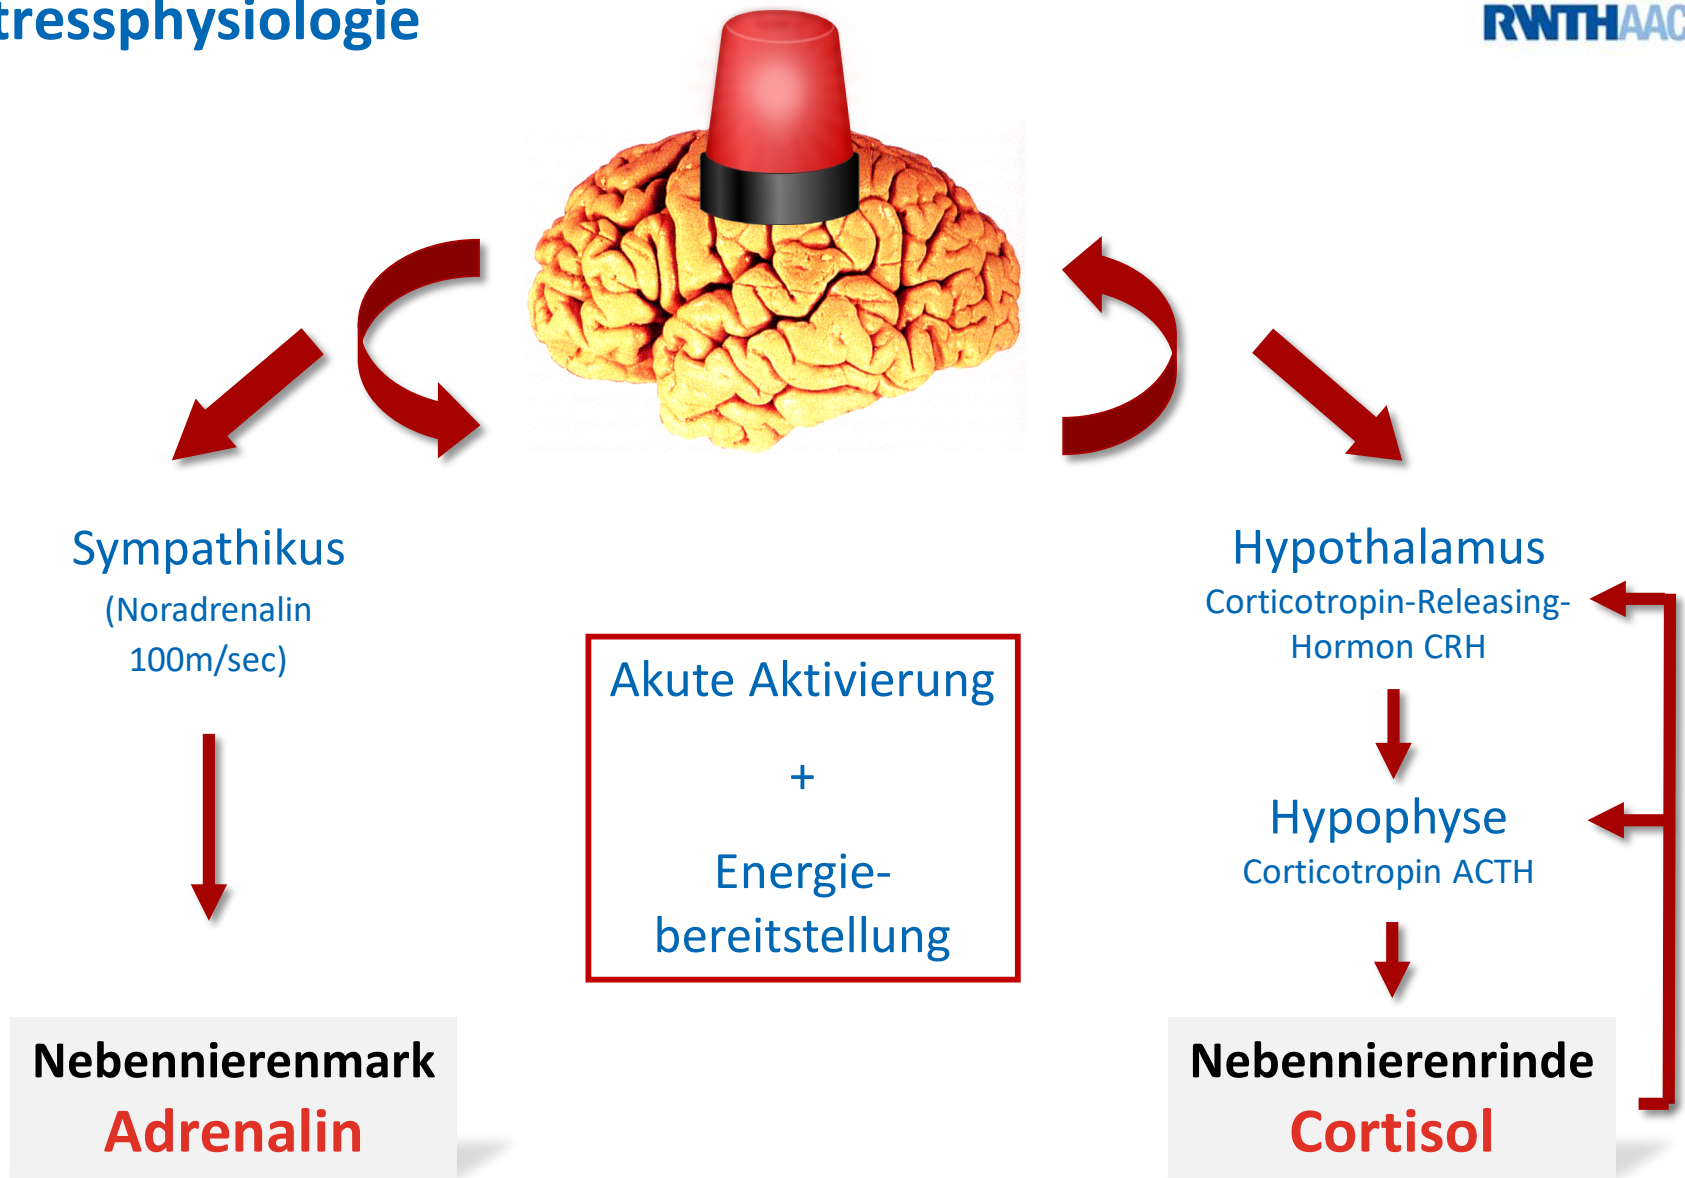 tressphysiologie
RWTHAAC
Sympathikus
(Noradrenalin
100m/sec)
Nebennierenmark
Adrenalin
Akute Aktivierung
+
Energie-
bereitstellung
Hypothalamus
Corticotropin-Releasing-
Hormon CRH
Hypophyse
Corticotropin ACTH
Nebennierenrinde
Cortisol